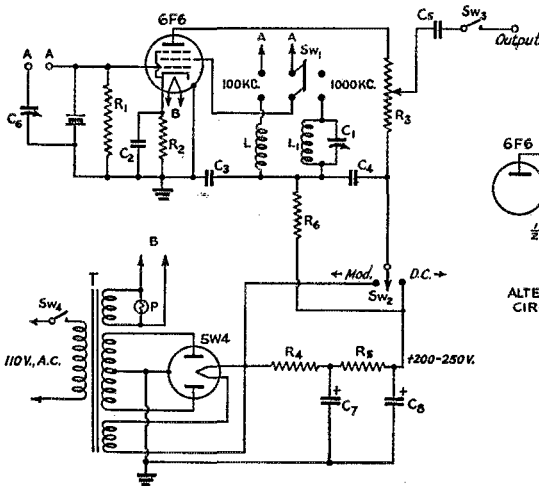 6F6
C5
Sw3
Output
A A
A A
Sw1
100KC.
1000KC.
C6
R1
B
C2
R2
C3
L
L1
C1
C4
R3
6F6
R6
B
← Mod.
D.C. →
Sw2
ALTE
CIR
T
Sw4
P
5W4
110V., A.C.
R4
R5
+200-250V.
+
+
C7
C8